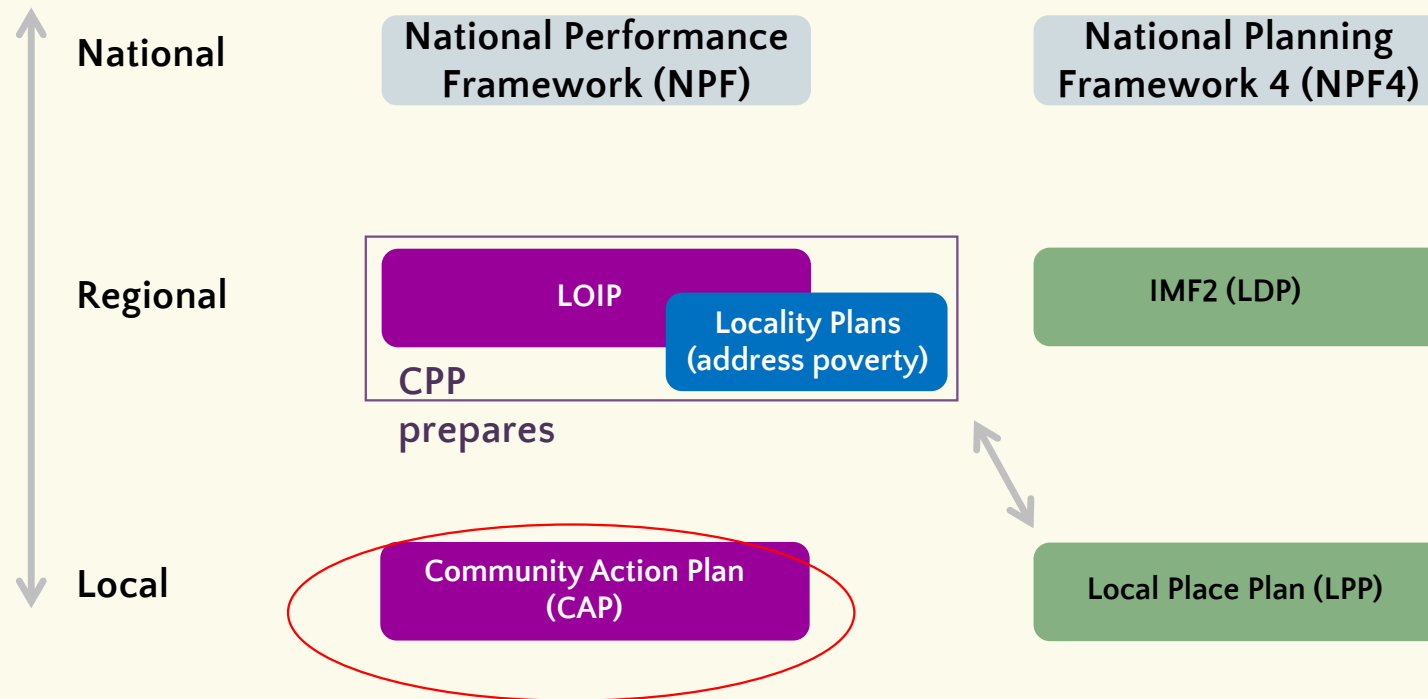 National
National Performance
Framework (NPF)
National Planning
Framework 4 (NPF4)
Regional
LOIP
Locality Plans
(address poverty)
CPP
prepares
IMF2 (LDP)
Local
Community Action Plan
(CAP)
Local Place Plan (LPP)